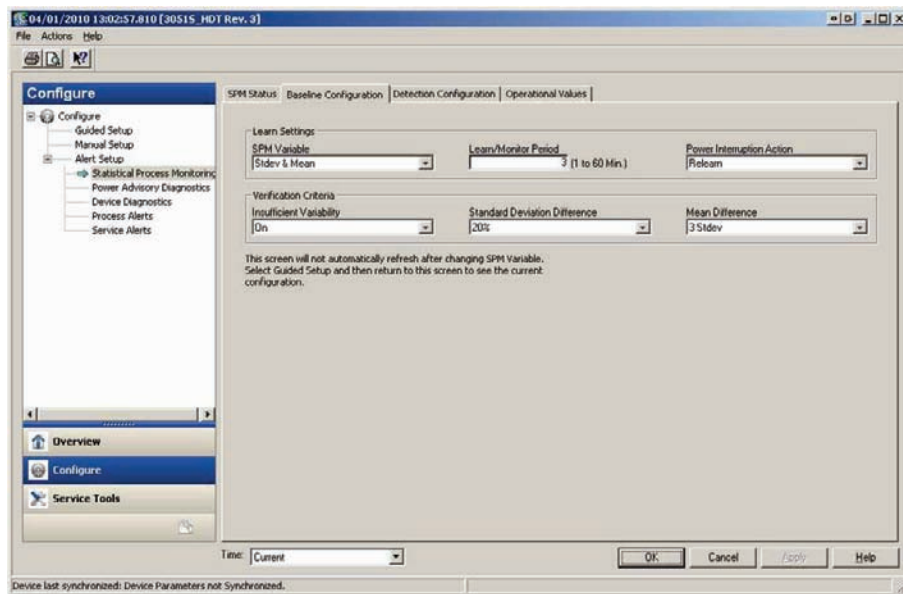 04/01/2010 13:02:57.810 [3051S_HDT Rev. 3]
File Actions Help
Configure
Configure
Guided Setup
Manual Setup
Alert Setup
Statistical Process Monitoring
Power Advisory Diagnostics
Device Diagnostics
Process Alerts
Service Alerts
Overview
Configure
Service Tools
SPM Status Baseline Configuration Detection Configuration Operational Values
Learn Settings
SPM Variable Learn/Monitor Period Power Interruption Action
Stdev & Mean 3 (1 to 60 Min.) Relearn
Verification Criteria
Insufficient Variability Standard Deviation Difference Mean Difference
On 20% 3 Stdev
This screen will not automatically refresh after changing SPM Variable.
Select Guided Setup and then return to this screen to see the current
configuration.
Time: Current OK Cancel Apply Help
Device last synchronized: Device Parameters not Synchronized.